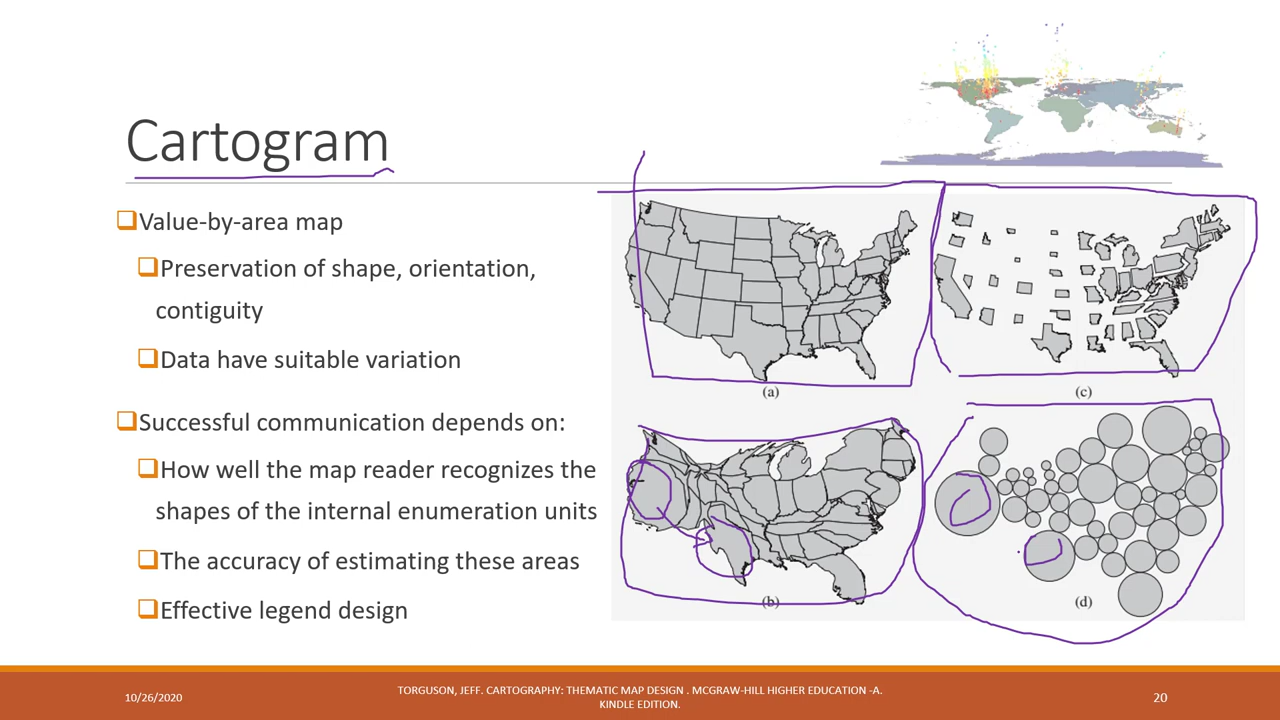 Cartogram
Value-by-area map
Preservation of shape, orientation,
contiguity
Data have suitable variation
Successful communication depends on:
How well the map reader recognizes the
shapes of the internal enumeration units
The accuracy of estimating these areas
Effective legend design
(a)
(c)
(b)
(d)
10/26/2020
TORGUSON, JEFF. CARTOGRAPHY: THEMATIC MAP DESIGN . MCGRAW-HILL HIGHER EDUCATION -A.
KINDLE EDITION.
20